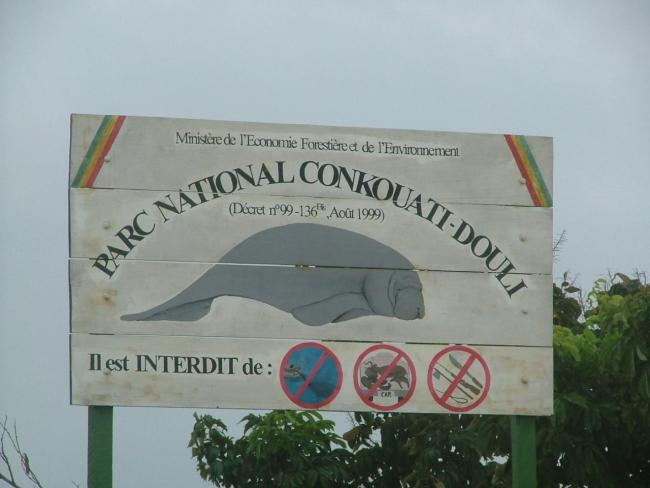 Ministère de l'Economie Forestière et de l'Environnement
PARC NATIONAL CONKOUATI-DOULI
(Décret n°99-136Bis, Août 1999)
Il est INTERDIT de :